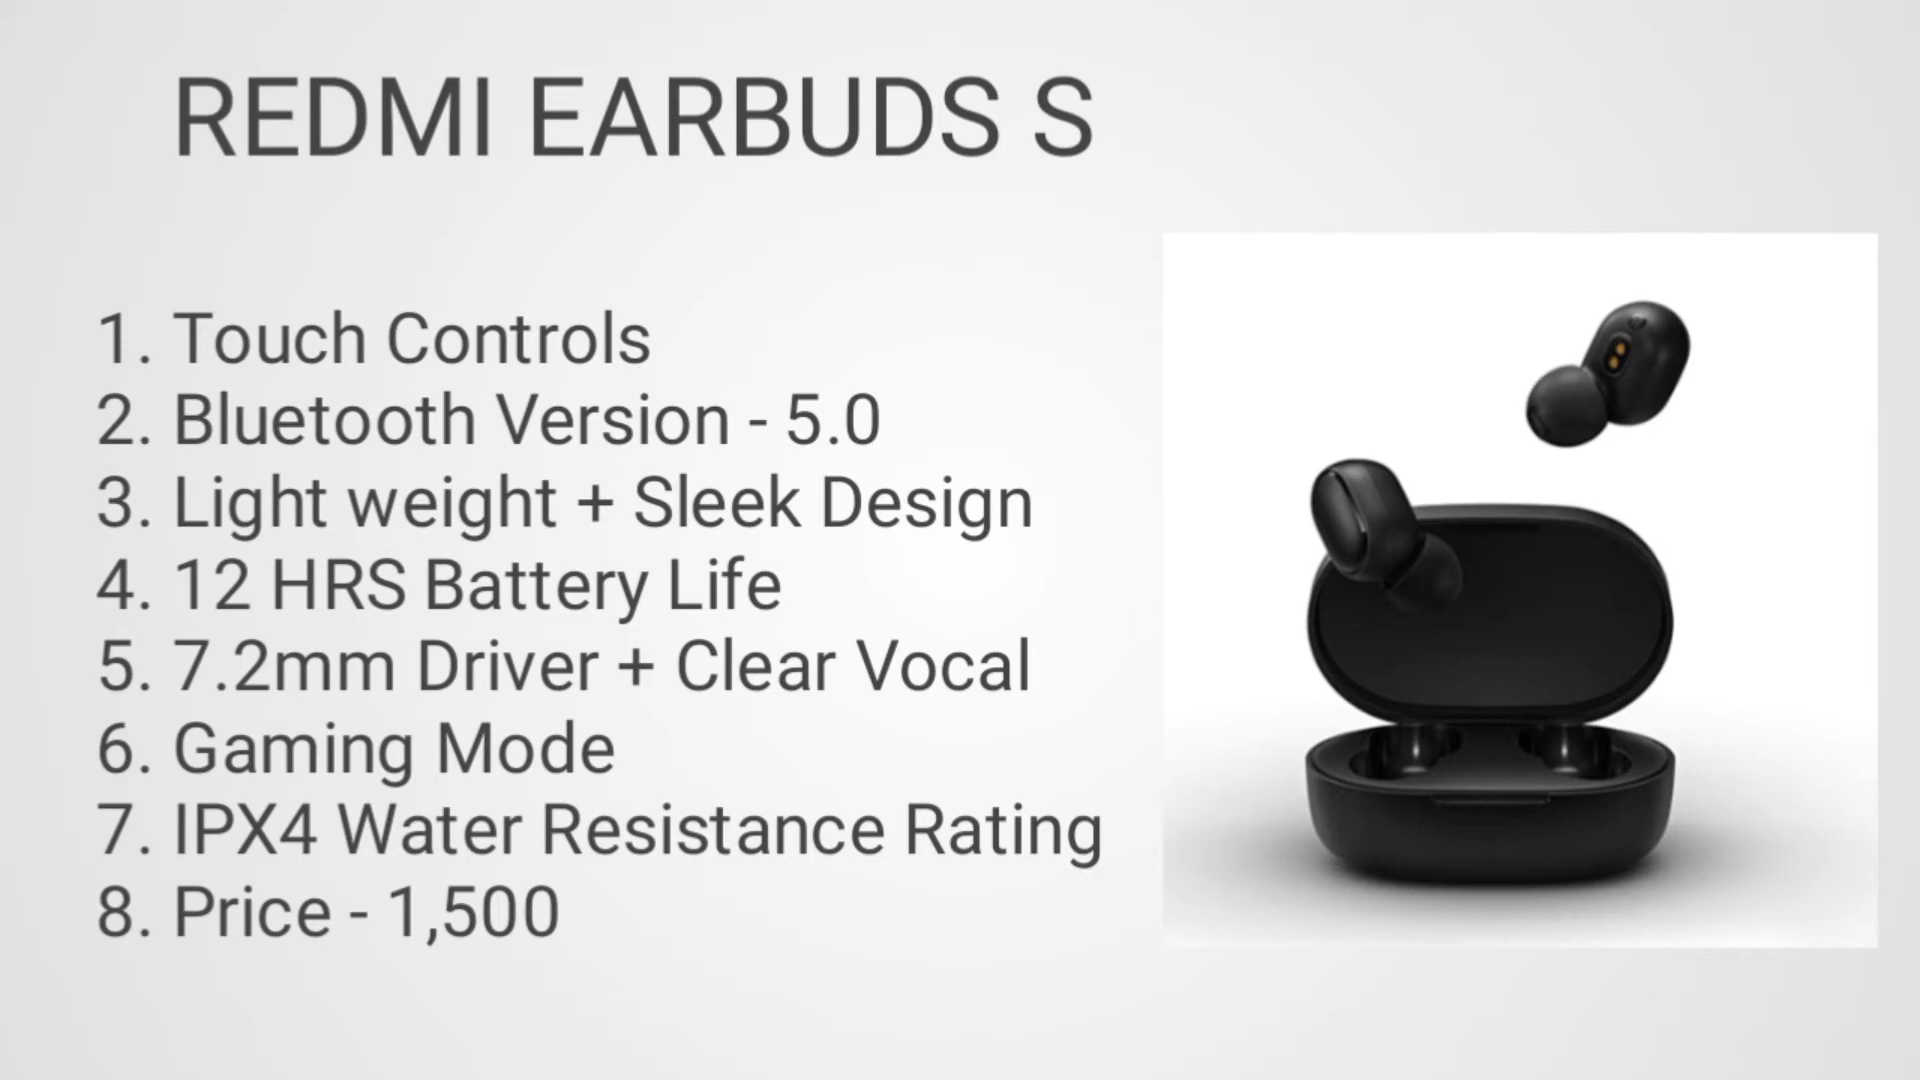 REDMI EARBUDS S
1. Touch Controls
2. Bluetooth Version - 5.0
3. Light weight + Sleek Design
4. 12 HRS Battery Life
5. 7.2mm Driver + Clear Vocal
6. Gaming Mode
7. IPX4 Water Resistance Rating
8. Price - 1,500